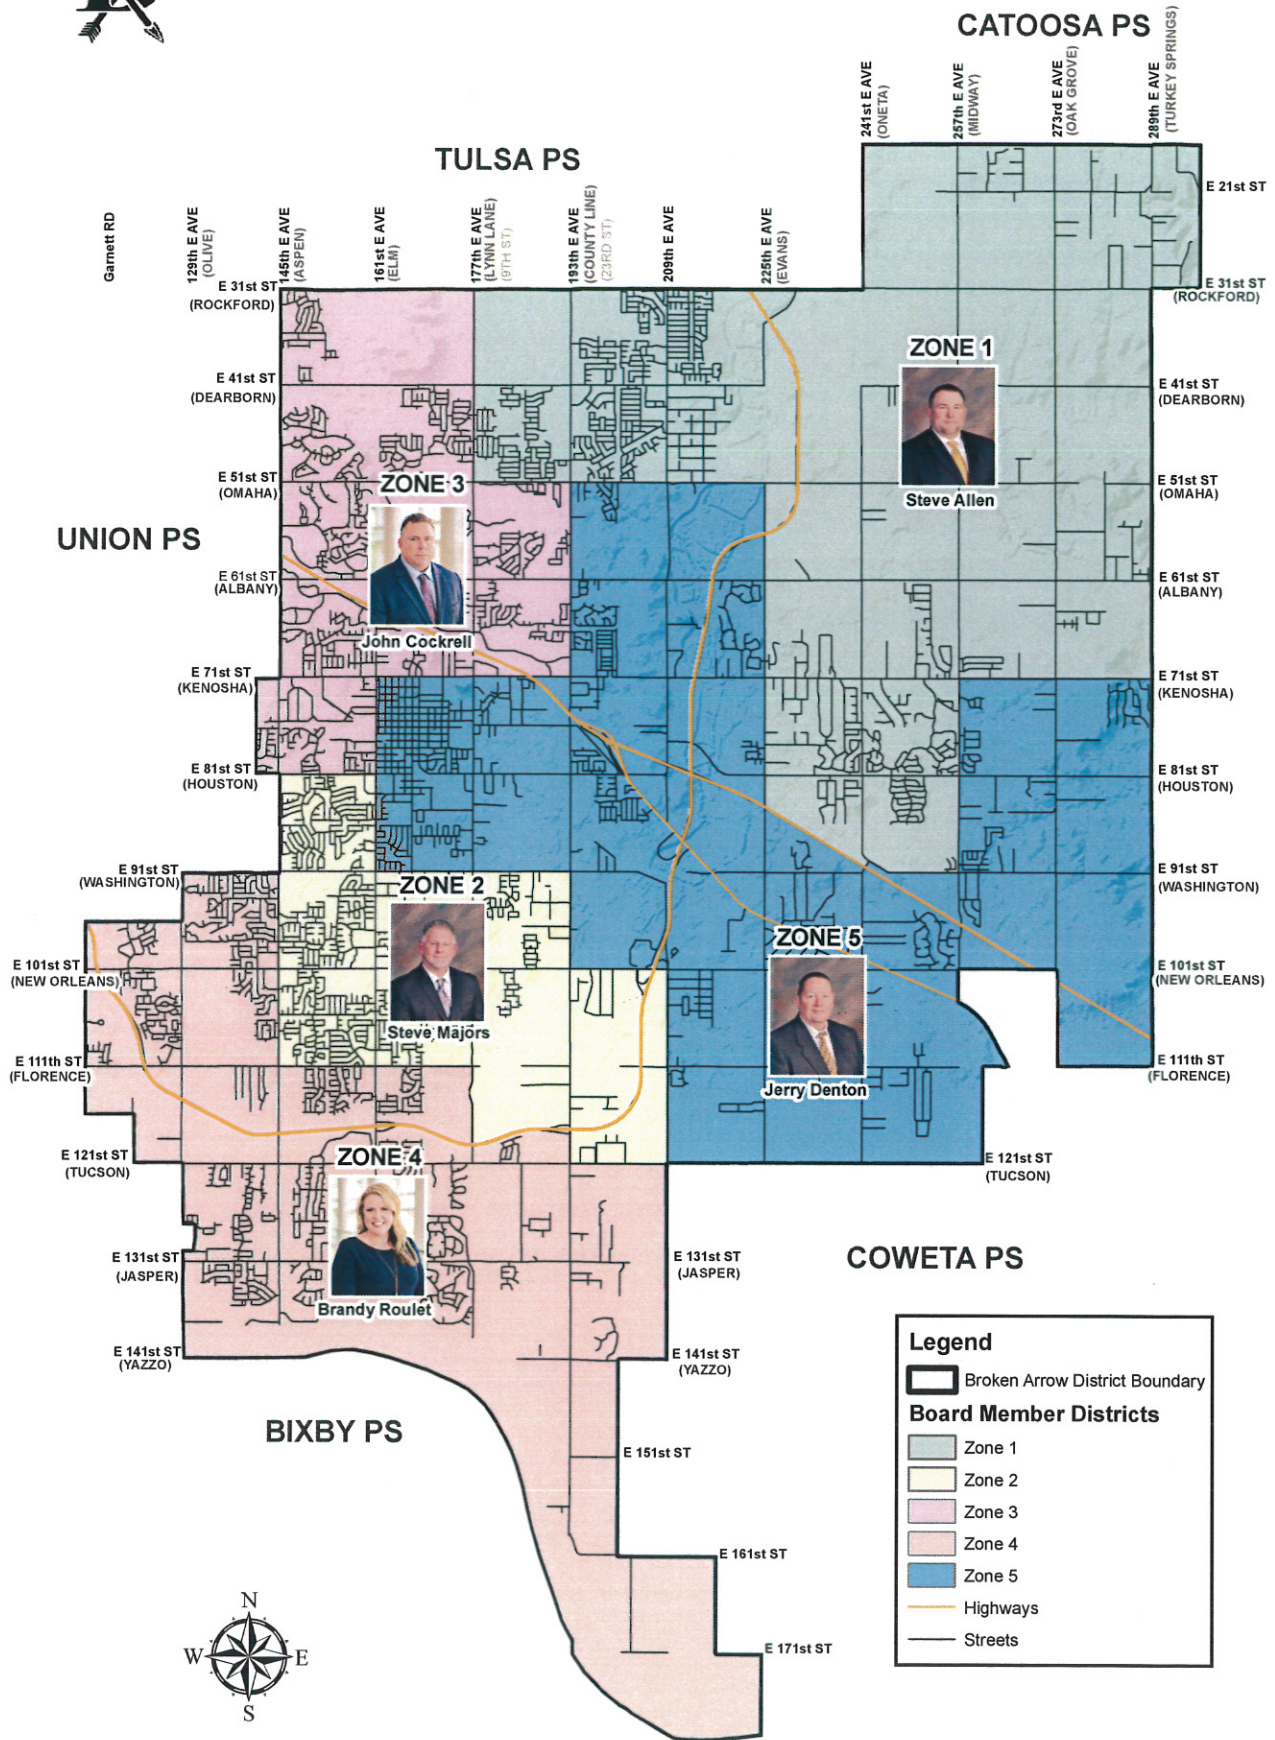 CATOOSA PS
241st E AVE
(ONETA)
257th E AVE
(MIDWAY)
273rd E AVE
(OAK GROVE)
289th E AVE
(TURKEY SPRINGS)
TULSA PS
E 21st ST
Garnett RD
129th E AVE
(OLIVE)
145th E AVE
(ASPEN)
161st E AVE
(ELM)
177th E AVE
(LYNN LANE)
(9TH ST)
193th E AVE
(COUNTY LINE)
(23RD ST)
209th E AVE
225th E AVE
(EVANS)
E 31st ST
(ROCKFORD)
E 31st ST
(ROCKFORD)
ZONE 1
Steve Allen
E 41st ST
(DEARBORN)
E 41st ST
(DEARBORN)
E 51st ST
(OMAHA)
E 51st ST
(OMAHA)
ZONE 3
John Cockrell
UNION PS
E 61st ST
(ALBANY)
E 61st ST
(ALBANY)
E 71st ST
(KENOSHA)
E 71st ST
(KENOSHA)
E 81st ST
(HOUSTON)
E 81st ST
(HOUSTON)
E 91st ST
(WASHINGTON)
E 91st ST
(WASHINGTON)
ZONE 2
Steve Majors
ZONE 5
Jerry Denton
E 101st ST
(NEW ORLEANS)
E 101st ST
(NEW ORLEANS)
E 111th ST
(FLORENCE)
E 111th ST
(FLORENCE)
E 121st ST
(TUCSON)
E 121st ST
(TUCSON)
ZONE 4
Brandy Roulet
E 131st ST
(JASPER)
E 131st ST
(JASPER)
COWETA PS
E 141st ST
(YAZZO)
E 141st ST
(YAZZO)
BIXBY PS
E 151st ST
E 161st ST
E 171st ST
Legend
Broken Arrow District Boundary
Board Member Districts
Zone 1
Zone 2
Zone 3
Zone 4
Zone 5
Highways
Streets
N
W
E
S